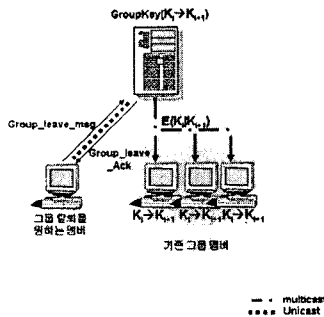 GroupKey(Ki→Ki+1)
Group_leave_msg
E(Ki,Ki+1)
Group_leave
_Ack
Ki→Ki+1 Ki→Ki+1 Ki→Ki+1
그룹 탈퇴를
원하는 멤버
기존 그룹 멤버
multicast
Unicast